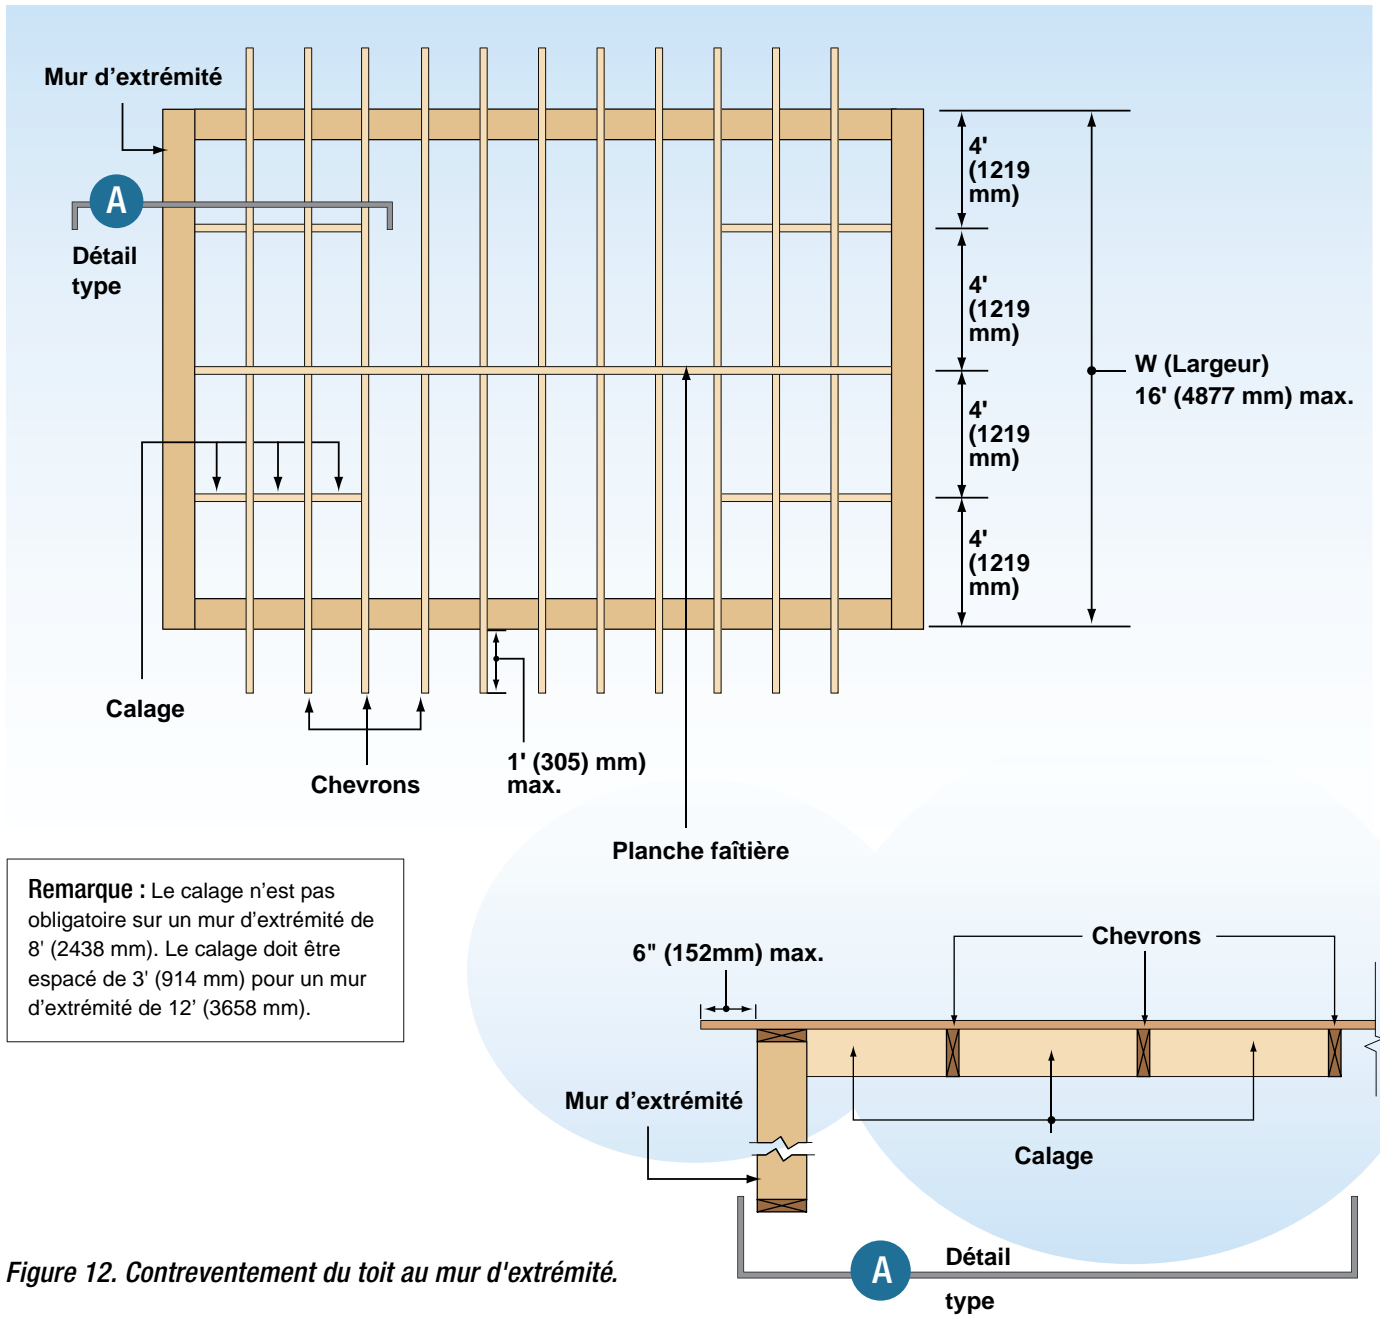 Mur d’extrémité
A
Détail
type
4'
(1219
mm)
4'
(1219
mm)
W (Largeur)
16' (4877 mm) max.
4'
(1219
mm)
4'
(1219
mm)
Calage
Chevrons
1' (305) mm)
max.
Planche faîtière
Remarque : Le calage n’est pas
obligatoire sur un mur d’extrémité de
8' (2438 mm). Le calage doit être
espacé de 3' (914 mm) pour un mur
d’extrémité de 12’ (3658 mm).
6" (152mm) max.
Chevrons
Mur d’extrémité
Calage
A
Détail
type
Figure 12. Contreventement du toit au mur d'extrémité.